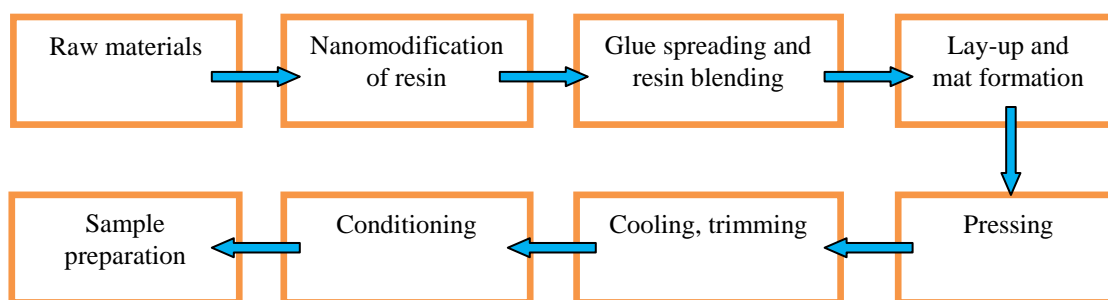 Raw materials
Nanomodification
of resin
Glue spreading and
resin blending
Lay-up and
mat formation
Sample
preparation
Conditioning
Cooling, trimming
Pressing